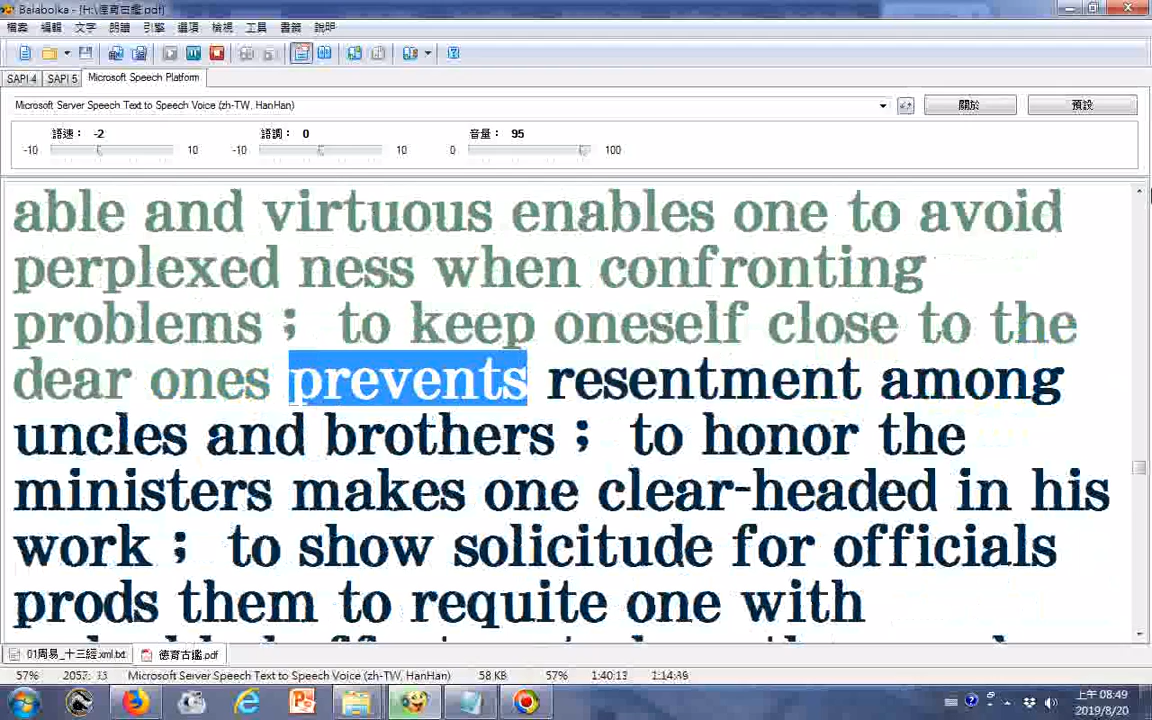 Balabolka - [H:\德育古鑑.pdf]
檔案 編輯 文字 朗讀 引擎 選項 檢視 工具 書籤 說明
SAPI 4 SAPI 5 Microsoft Speech Platform
Microsoft Server Speech Text to Speech Voice (zh-TW, HanHan) 關於 預設
語速： -2 語調： 0 音量： 95
-10 10 -10 10 0 100
able and virtuous enables one to avoid
perplexed ness when confronting
problems； to keep oneself close to the
dear ones prevents resentment among
uncles and brothers； to honor the
ministers makes one clear-headed in his
work； to show solicitude for officials
prods them to requite one with
01周易_十三經.xml.txt 德育古鑑.pdf
57% Microsoft Server Speech Text to Speech Voice (zh-TW, HanHan) 58 KB 57% 1:40:13
上午 08:49
2019/8/20